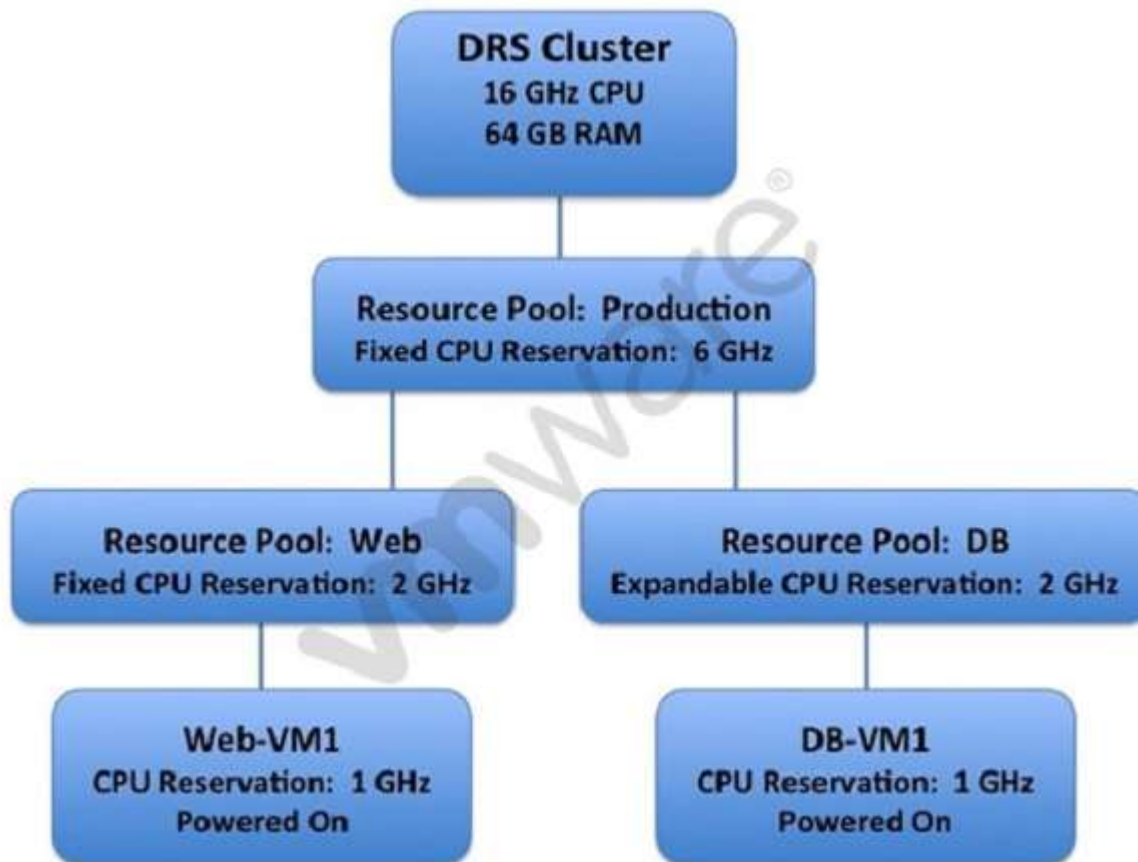 DRS Cluster
16 GHz CPU
64 GB RAM
vmware®
Resource Pool: Production
Fixed CPU Reservation: 6 GHz
Resource Pool: Web
Fixed CPU Reservation: 2 GHz
Resource Pool: DB
Expandable CPU Reservation: 2 GHz
Web-VM1
CPU Reservation: 1 GHz
Powered On
DB-VM1
CPU Reservation: 1 GHz
Powered On